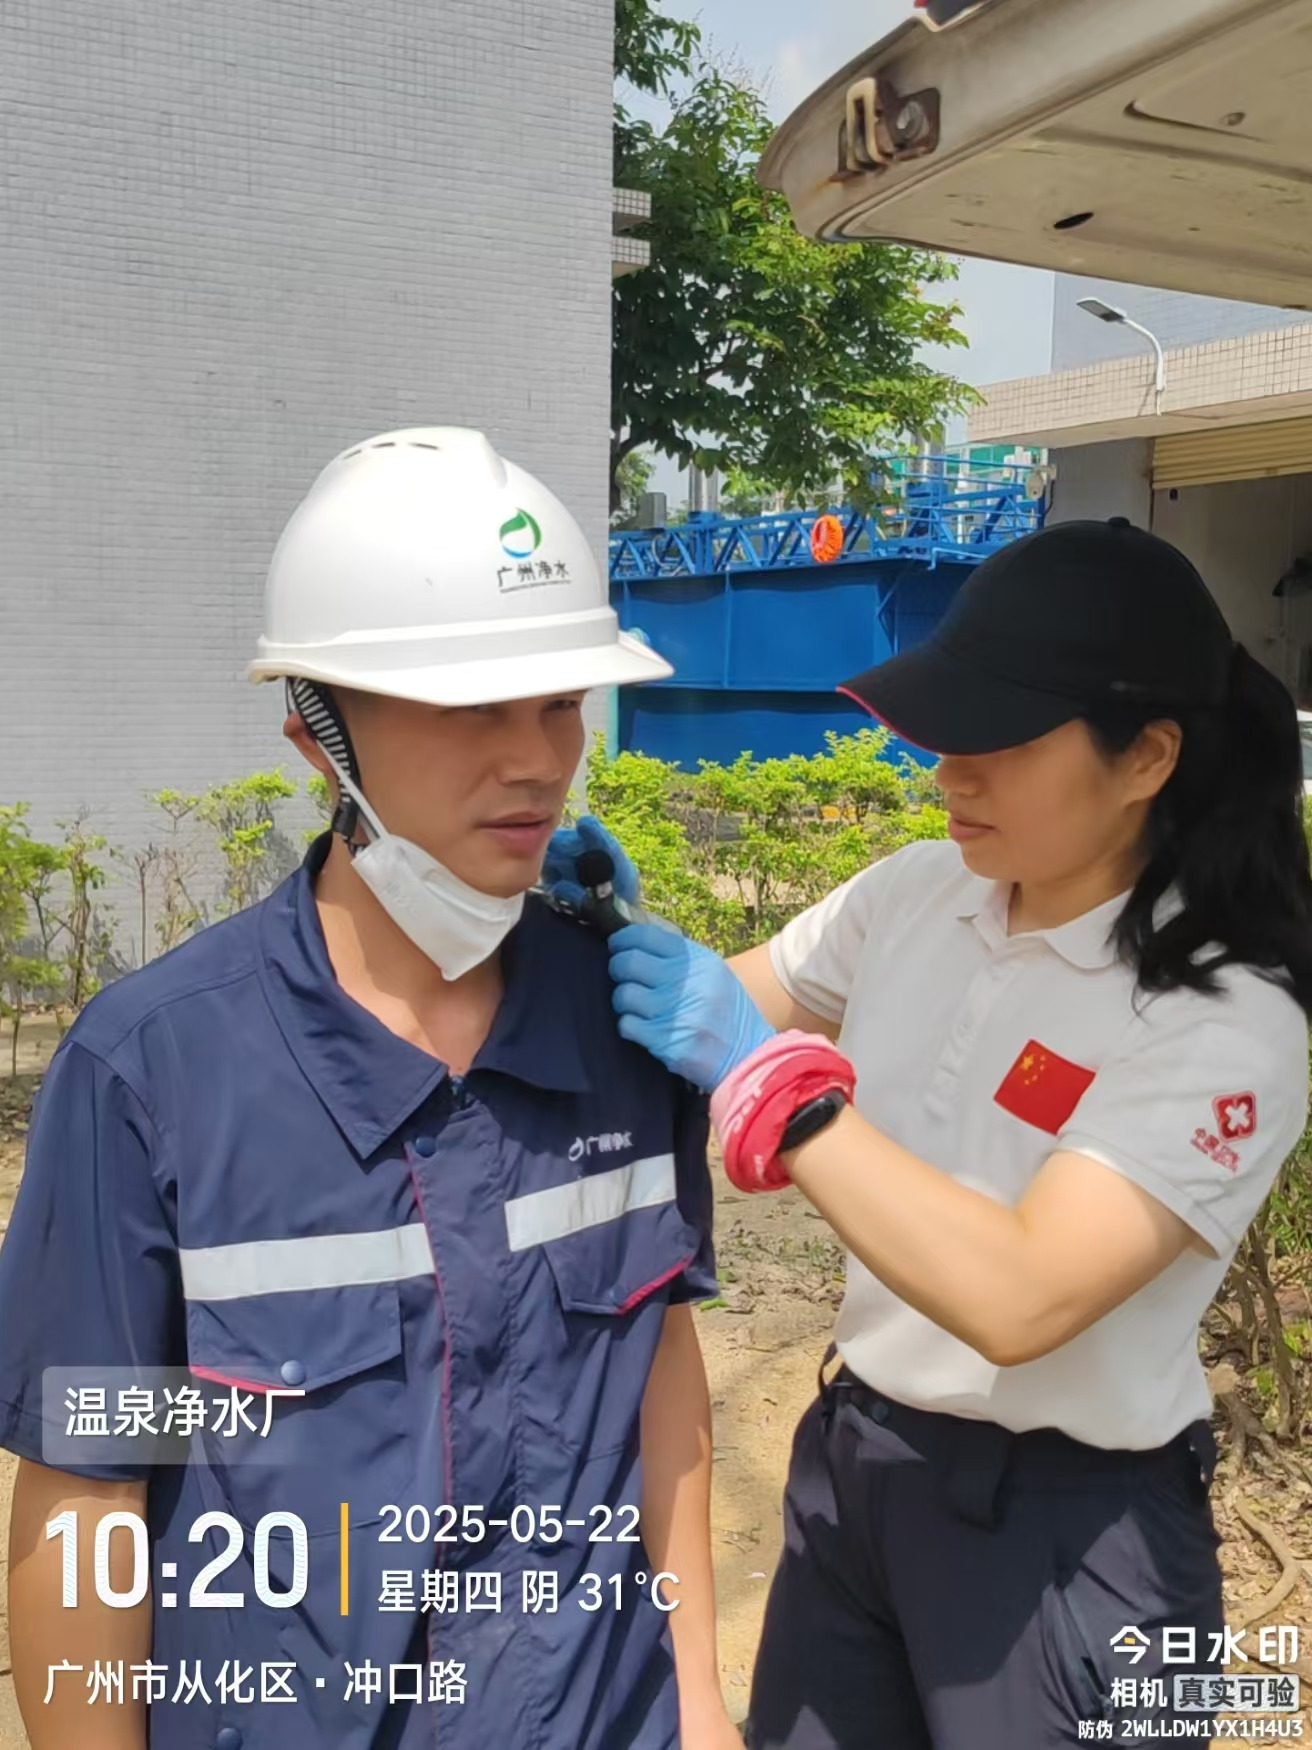 广州净水
广州净水
温泉净水厂
10:20
2025-05-22
星期四 阴 31°C
广州市从化区·冲口路
今日水印
相机 真实可验
防伪 2WLLDW1YX1H4U3